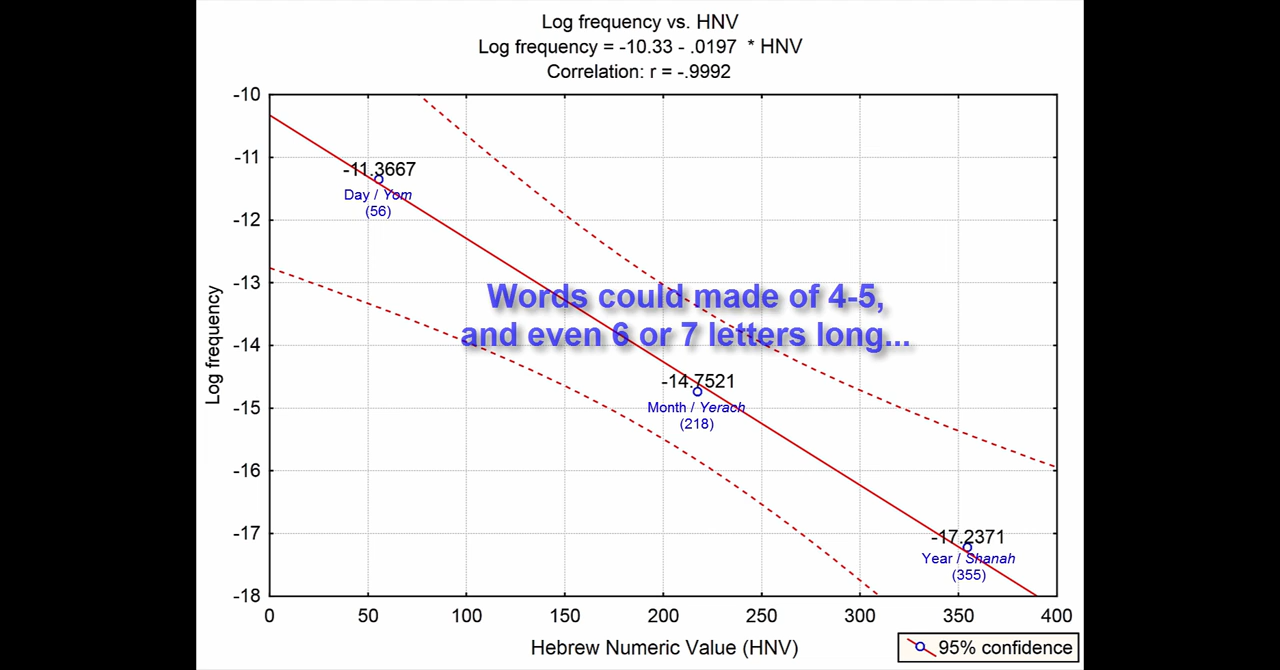 Log frequency vs. HNV
Log frequency = -10.33 - .0197 * HNV
Correlation: r = -.9992
-10
-11
-12
-13
-14
-15
-16
-17
-18
Log frequency
-11.3667
Day / Yom
(56)
Words could made of 4-5,
and even 6 or 7 letters long...
-14.7521
Month / Yerach
(218)
-17.2371
Year / Shanah
(355)
0 50 100 150 200 250 300 350 400
Hebrew Numeric Value (HNV)
95% confidence